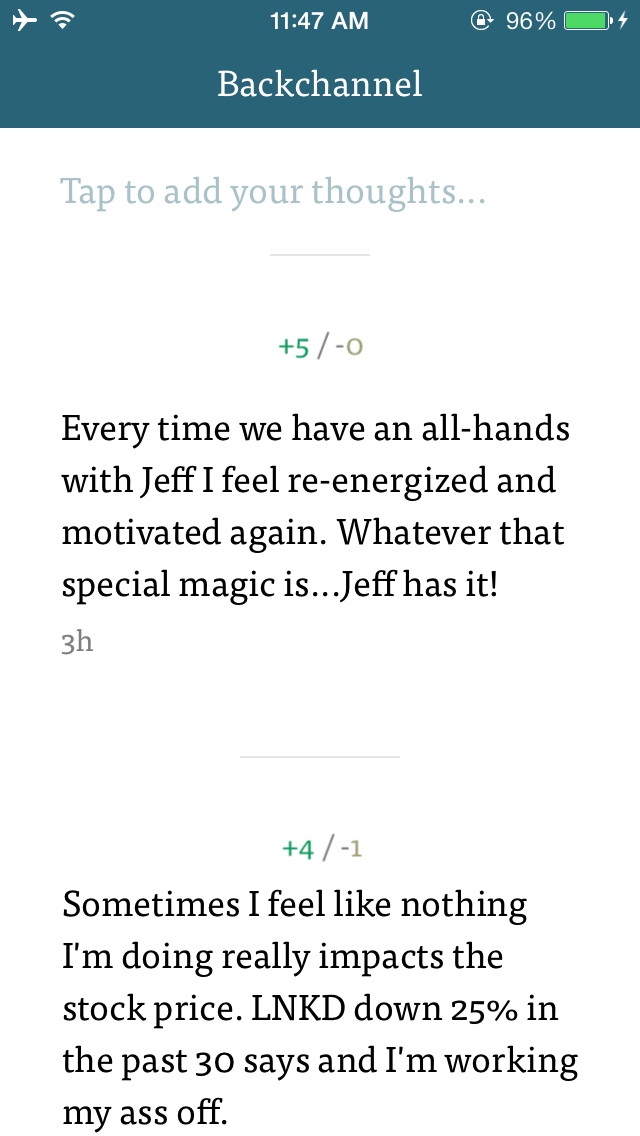 11:47 AM 96%
Backchannel
Tap to add your thoughts...
+5 / -0
Every time we have an all-hands
with Jeff I feel re-energized and
motivated again. Whatever that
special magic is...Jeff has it!
3h
+4 / -1
Sometimes I feel like nothing
I'm doing really impacts the
stock price. LNKD down 25% in
the past 30 says and I'm working
my ass off.